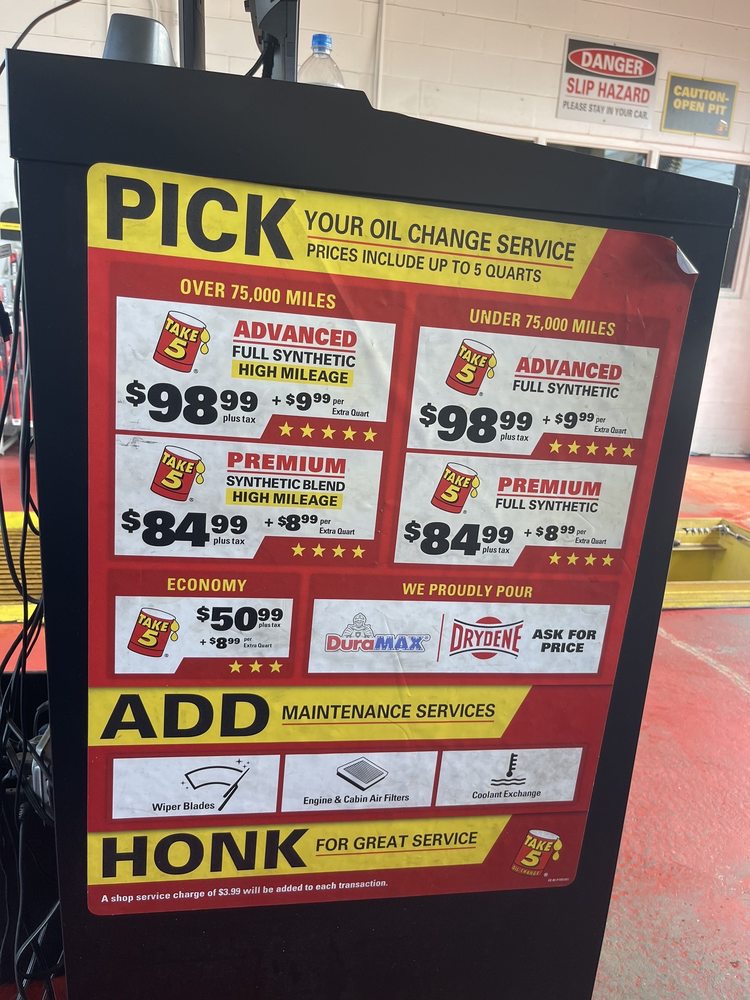 DANGER
SLIP HAZARD
PLEASE STAY IN YOUR CAR.
CAUTION-
OPEN PIT
PICK YOUR OIL CHANGE SERVICE
PRICES INCLUDE UP TO 5 QUARTS
OVER 75,000 MILES
TAKE 5
ADVANCED
FULL SYNTHETIC
HIGH MILEAGE
$98.99 plus tax + $9.99 per Extra Quart
TAKE 5
PREMIUM
SYNTHETIC BLEND
HIGH MILEAGE
$84.99 plus tax + $8.99 per Extra Quart
UNDER 75,000 MILES
TAKE 5
ADVANCED
FULL SYNTHETIC
$98.99 plus tax + $9.99 per Extra Quart
TAKE 5
PREMIUM
FULL SYNTHETIC
$84.99 plus tax + $8.99 per Extra Quart
ECONOMY
TAKE 5
$50.99 plus tax
+ $8.99 per Extra Quart
WE PROUDLY POUR
DuraMAX
DRYDENE
ASK FOR
PRICE
ADD MAINTENANCE SERVICES
Wiper Blades
Engine & Cabin Air Filters
Coolant Exchange
HONK FOR GREAT SERVICE
TAKE 5
OIL CHANGE
A shop service charge of $3.99 will be added to each transaction.